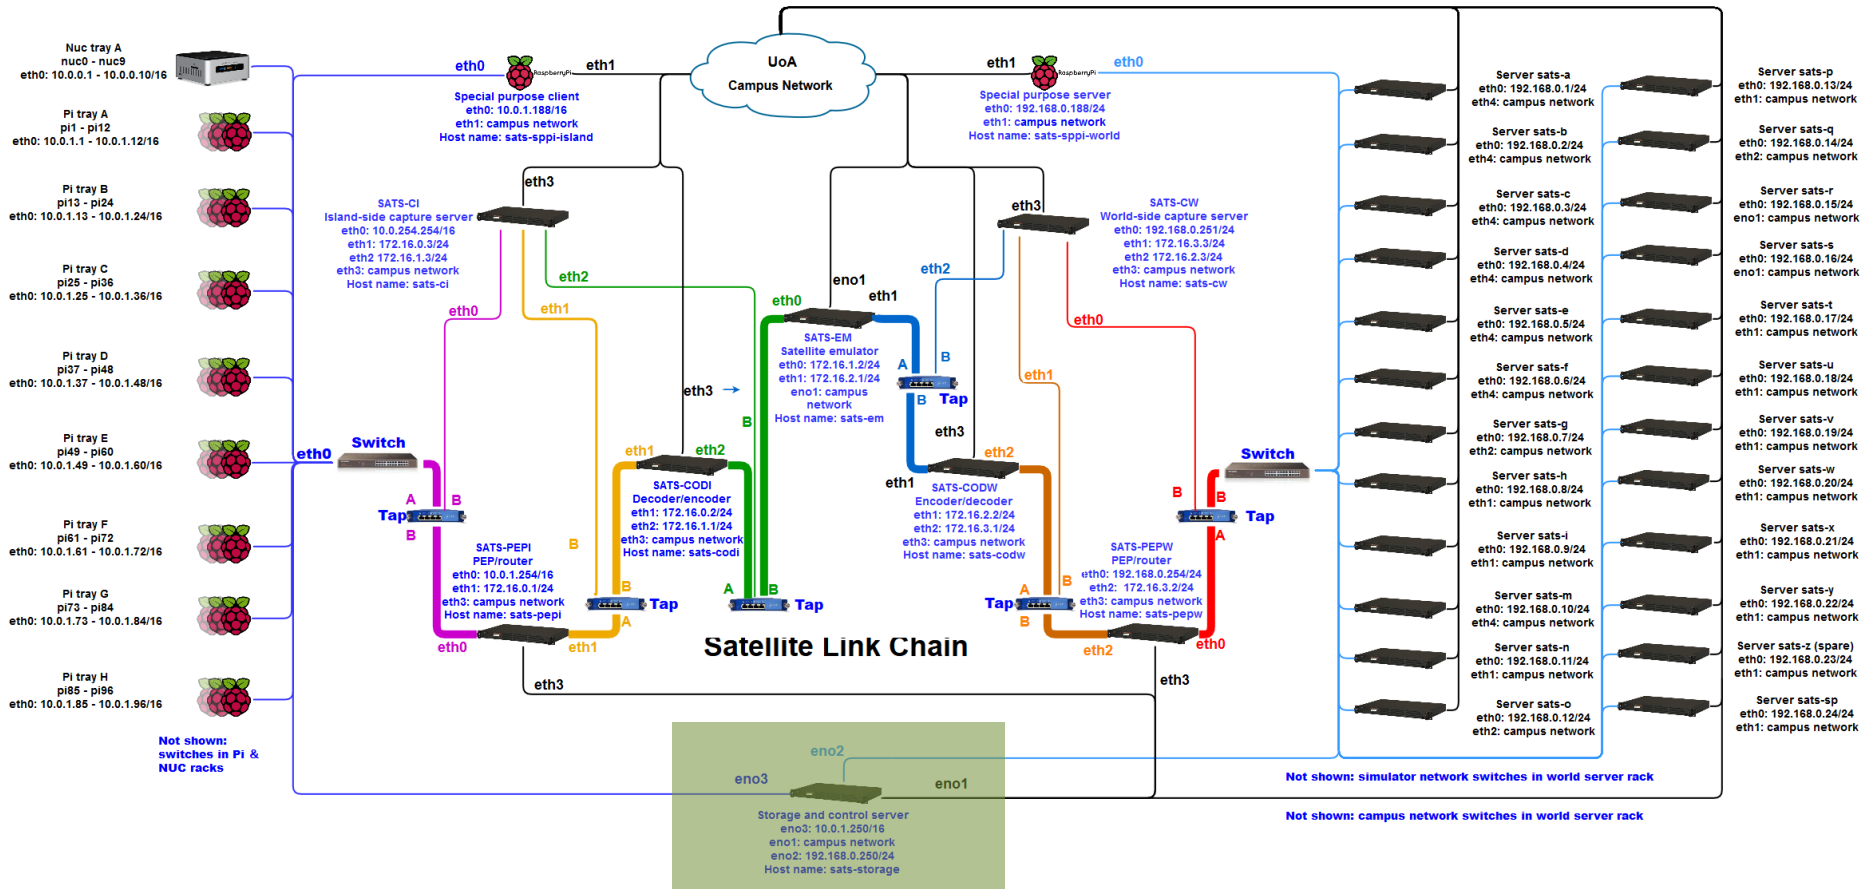 Nuc tray A
nuc0 - nuc9
eth0: 10.0.0.1 - 10.0.0.10/16
Pi tray A
pi1 - pi12
eth0: 10.0.1.1 - 10.0.1.12/16
Pi tray B
pi13 - pi24
eth0: 10.0.1.13 - 10.0.1.24/16
Pi tray C
pi25 - pi36
eth0: 10.0.1.25 - 10.0.1.36/16
Pi tray D
pi37 - pi48
eth0: 10.0.1.37 - 10.0.1.48/16
Pi tray E
pi49 - pi60
eth0: 10.0.1.49 - 10.0.1.60/16
Pi tray F
pi61 - pi72
eth0: 10.0.1.61 - 10.0.1.72/16
Pi tray G
pi73 - pi84
eth0: 10.0.1.73 - 10.0.1.84/16
Pi tray H
pi85 - pi96
eth0: 10.0.1.85 - 10.0.1.96/16
Not shown:
switches in Pi &
NUC racks
eth0
Switch
eth0
RaspberryPi
eth1
Special purpose client
eth0: 10.0.1.188/16
eth1: campus network
Host name: sats-sppi-island
UoA
Campus Network
eth1
RaspberryPi
eth0
Special purpose server
eth0: 192.168.0.188/24
eth1: campus network
Host name: sats-sppi-world
eth3
SATS-CI
Island-side capture server
eth0: 10.0.254.254/16
eth1: 172.16.0.3/24
eth2 172.16.1.3/24
eth3: campus network
Host name: sats-ci
eth0
eth1
eth2
eth3
SATS-CW
World-side capture server
eth0: 192.168.0.251/24
eth1: 172.16.3.3/24
eth2 172.16.2.3/24
eth3: campus network
Host name: sats-cw
eth2
eth1
eth0
eno1
eth0
eth1
SATS-EM
Satellite emulator
eth0: 172.16.1.2/24
eth1: 172.16.2.1/24
eno1: campus
network
Host name: sats-em
A
B
B
Tap
eth3
B
eth1
eth2
SATS-CODI
Decoder/encoder
eth1: 172.16.0.2/24
eth2: 172.16.1.1/24
eth3: campus network
Host name: sats-codi
eth3
eth2
eth1
SATS-CODW
Encoder/decoder
eth1: 172.16.2.2/24
eth2: 172.16.3.1/24
eth3: campus network
Host name: sats-codw
A
B
Tap
B
SATS-PEPI
PEP/router
eth0: 10.0.1.254/16
eth1: 172.16.0.1/24
eth3: campus network
Host name: sats-pepi
eth0
eth1
eth3
B
B
A
Tap
A
B
Tap
A
B
Tap
B
SATS-PEPW
PEP/router
eth0: 192.168.0.254/24
eth2: 172.16.3.2/24
eth3: campus network
Host name: sats-pepw
eth2
eth0
eth3
B
B
A
Tap
Switch
Satellite Link Chain
eno2
eno3
eno1
Storage and control server
eno3: 10.0.1.250/16
eno1: campus network
eno2: 192.168.0.250/24
Host name: sats-storage
Server sats-a
eth0: 192.168.0.1/24
eth4: campus network
Server sats-b
eth0: 192.168.0.2/24
eth4: campus network
Server sats-c
eth0: 192.168.0.3/24
eth4: campus network
Server sats-d
eth0: 192.168.0.4/24
eth4: campus network
Server sats-e
eth0: 192.168.0.5/24
eth4: campus network
Server sats-f
eth0: 192.168.0.6/24
eth4: campus network
Server sats-g
eth0: 192.168.0.7/24
eth2: campus network
Server sats-h
eth0: 192.168.0.8/24
eth4: campus network
Server sats-i
eth0: 192.168.0.9/24
eth1: campus network
Server sats-m
eth0: 192.168.0.10/24
eth4: campus network
Server sats-n
eth0: 192.168.0.11/24
eth1: campus network
Server sats-o
eth0: 192.168.0.12/24
eth2: campus network
Server sats-p
eth0: 192.168.0.13/24
eth1: campus network
Server sats-q
eth0: 192.168.0.14/24
eth2: campus network
Server sats-r
eth0: 192.168.0.15/24
eno1: campus network
Server sats-s
eth0: 192.168.0.16/24
eno1: campus network
Server sats-t
eth0: 192.168.0.17/24
eth1: campus network
Server sats-u
eth0: 192.168.0.18/24
eth1: campus network
Server sats-v
eth0: 192.168.0.19/24
eth1: campus network
Server sats-w
eth0: 192.168.0.20/24
eth1: campus network
Server sats-x
eth0: 192.168.0.21/24
eth1: campus network
Server sats-y
eth0: 192.168.0.22/24
eth1: campus network
Server sats-z (spare)
eth0: 192.168.0.23/24
eth1: campus network
Server sats-sp
eth0: 192.168.0.24/24
eth1: campus network
Not shown: simulator network switches in world server rack
Not shown: campus network switches in world server rack